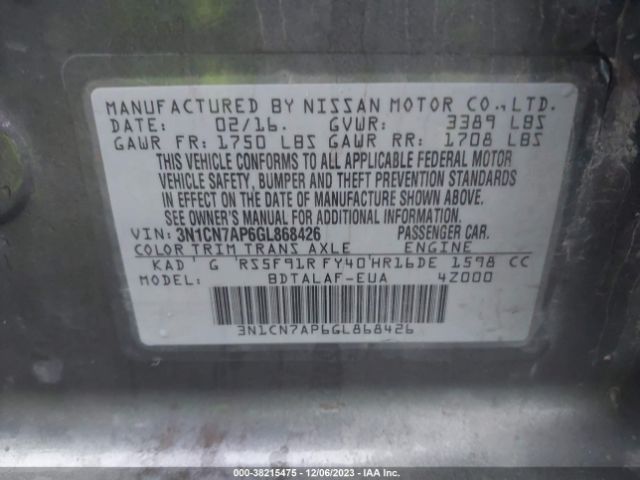 MANUFACTURED BY NISSAN MOTOR CO., LTD.
DATE: 02/16. GVWR: 3389 LBS
GAWR FR: 1750 LBS GAWR RR: 1708 LBS
THIS VEHICLE CONFORMS TO ALL APPLICABLE FEDERAL MOTOR
VEHICLE SAFETY, BUMPER AND THEFT PREVENTION STANDARDS
IN EFFECT ON THE DATE OF MANUFACTURE SHOWN ABOVE.
SEE OWNER'S MANUAL FOR ADDITIONAL INFORMATION.
VIN: 3N1CN7AP6GL868426 PASSENGER CAR.
COLOR TRIM TRANS AXLE ENGINE
KAD G RS5F91R FY40 HR16DE 1598 CC
MODEL: BDTALAF-EUA 4Z000
3N1CN7AP6GL868426
000-38215475 - 12/06/2023 - IAA Inc.